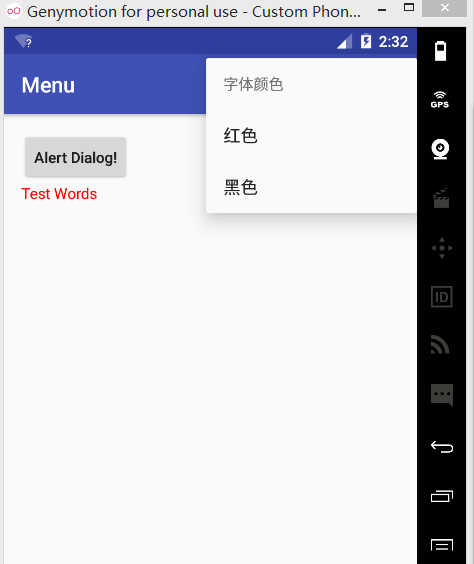 Genymotion for personal use - Custom Phon...
2:32
Menu
字体颜色
红色
黑色
Alert Dialog!
Test Words
GPS
ID